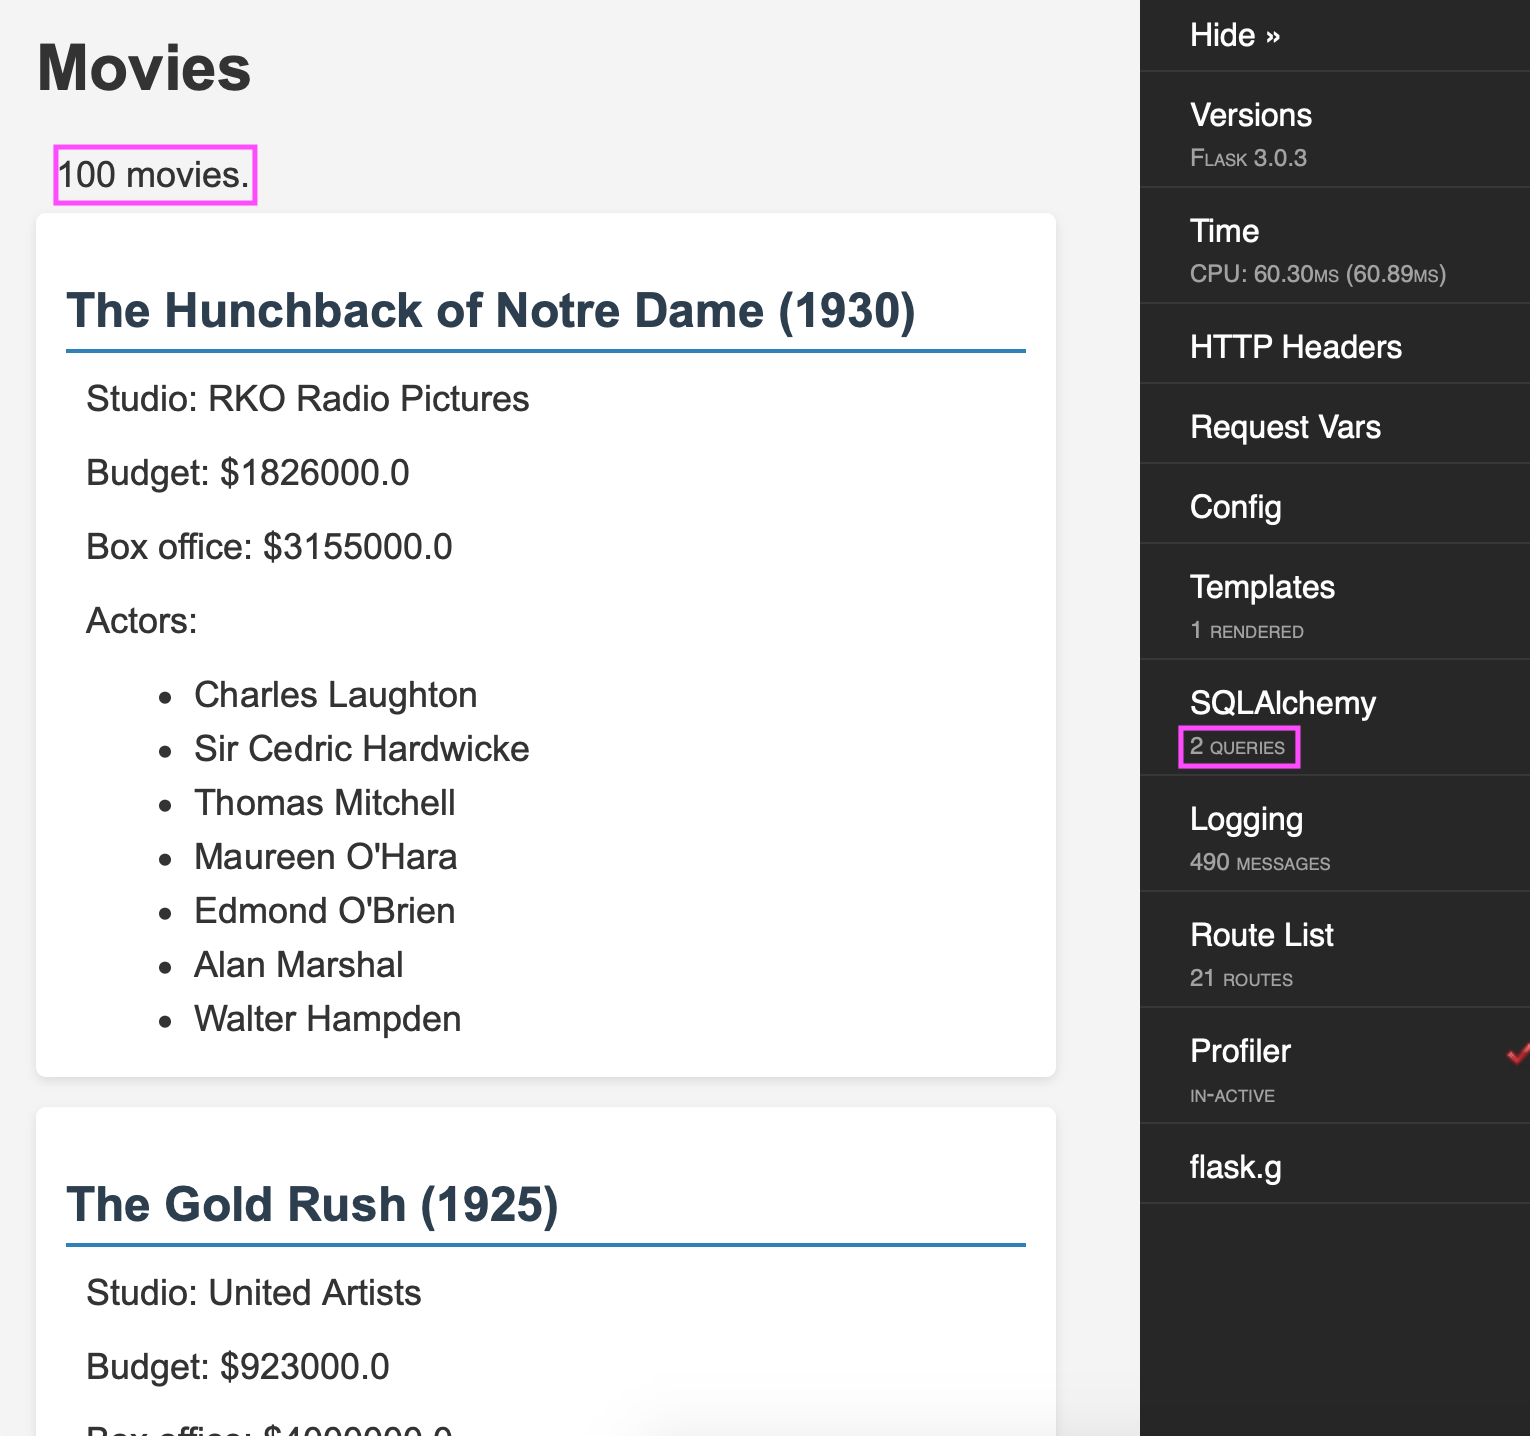 Movies
100 movies.
The Hunchback of Notre Dame (1930)
Studio: RKO Radio Pictures
Budget: $1826000.0
Box office: $3155000.0
Actors:
• Charles Laughton
• Sir Cedric Hardwicke
• Thomas Mitchell
• Maureen O'Hara
• Edmond O'Brien
• Alan Marshal
• Walter Hampden
The Gold Rush (1925)
Studio: United Artists
Budget: $923000.0
Box office: $4000000.0
Hide »
Versions
Flask 3.0.3
Time
CPU: 60.30ms (60.89ms)
HTTP Headers
Request Vars
Config
Templates
1 rendered
SQLAlchemy
2 queries
Logging
490 messages
Route List
21 routes
Profiler
in-active
flask.g